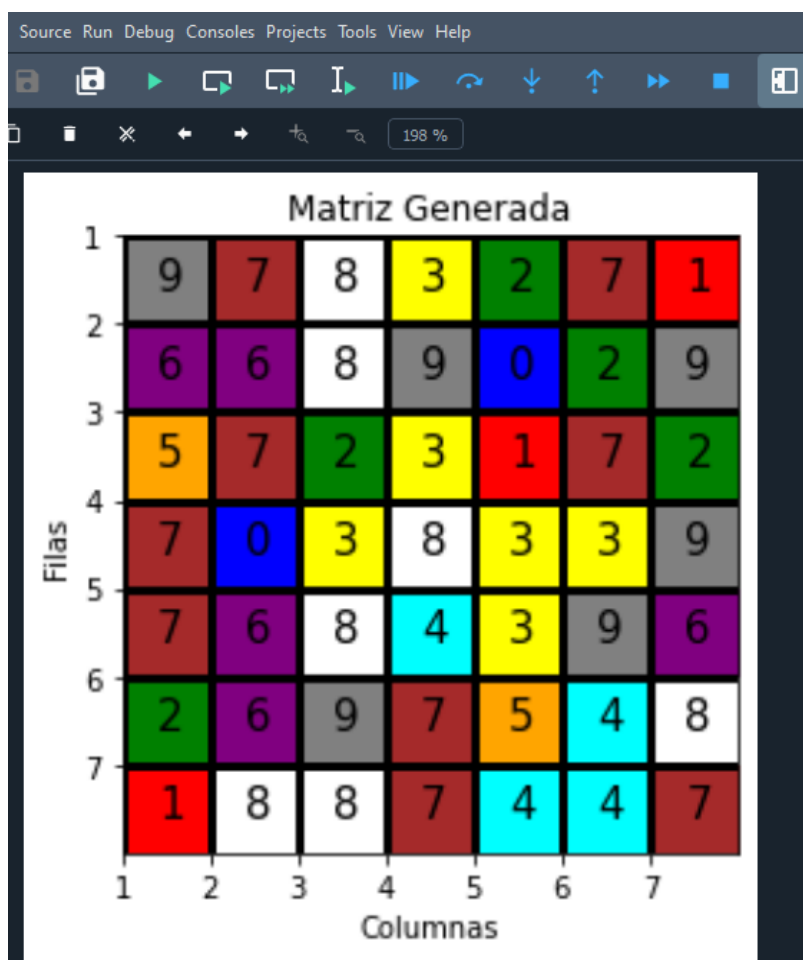 Source Run Debug Consoles Projects Tools View Help
198 %
Matriz Generada
1
9 7 8 3 2 7 1
2
6 6 8 9 0 2 9
3
5 7 2 3 1 7 2
4
7 0 3 8 3 3 9
Filas
5
7 6 8 4 3 9 6
6
2 6 9 7 5 4 8
7
1 8 8 7 4 4 7
1 2 3 4 5 6 7
Columnas